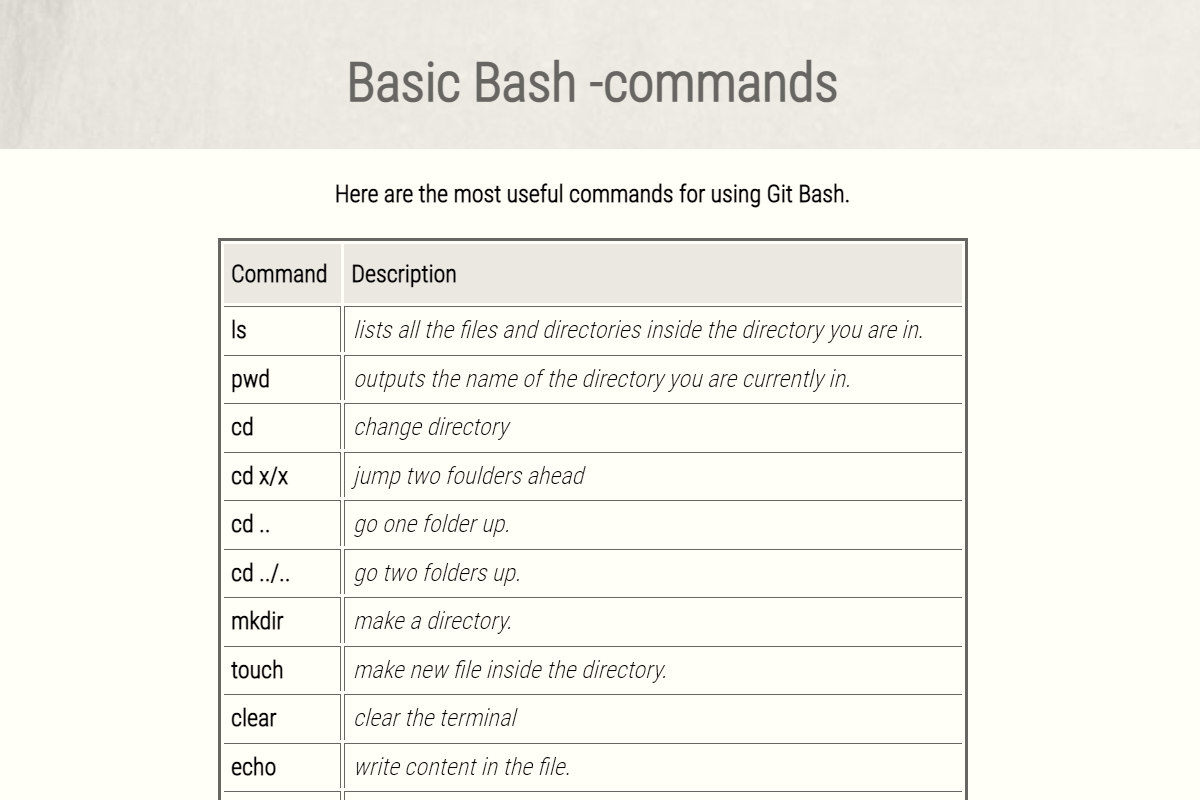 Basic Bash -commands
Here are the most useful commands for using Git Bash.
Command Description
ls lists all the files and directories inside the directory you are in.
pwd outputs the name of the directory you are currently in.
cd change directory
cd x/x jump two foulders ahead
cd .. go one folder up.
cd ../.. go two folders up.
mkdir make a directory.
touch make new file inside the directory.
clear clear the terminal
echo write content in the file.